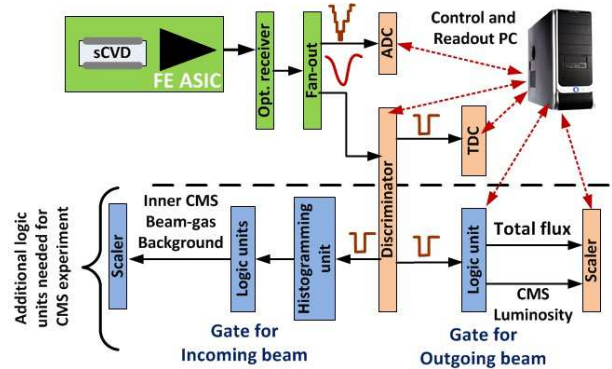 sCVD
FE ASIC
Opt. receiver
Fan-out
ADC
Control and
Readout PC
Discriminator
TDC
Additional logic
units needed for
CMS experiment
Scaler
Inner CMS
Beam-gas
Background
Logic units
Histogramming
unit
Logic unit
Total flux
CMS
Luminosity
Scaler
Gate for
Incoming beam
Gate for
Outgoing beam